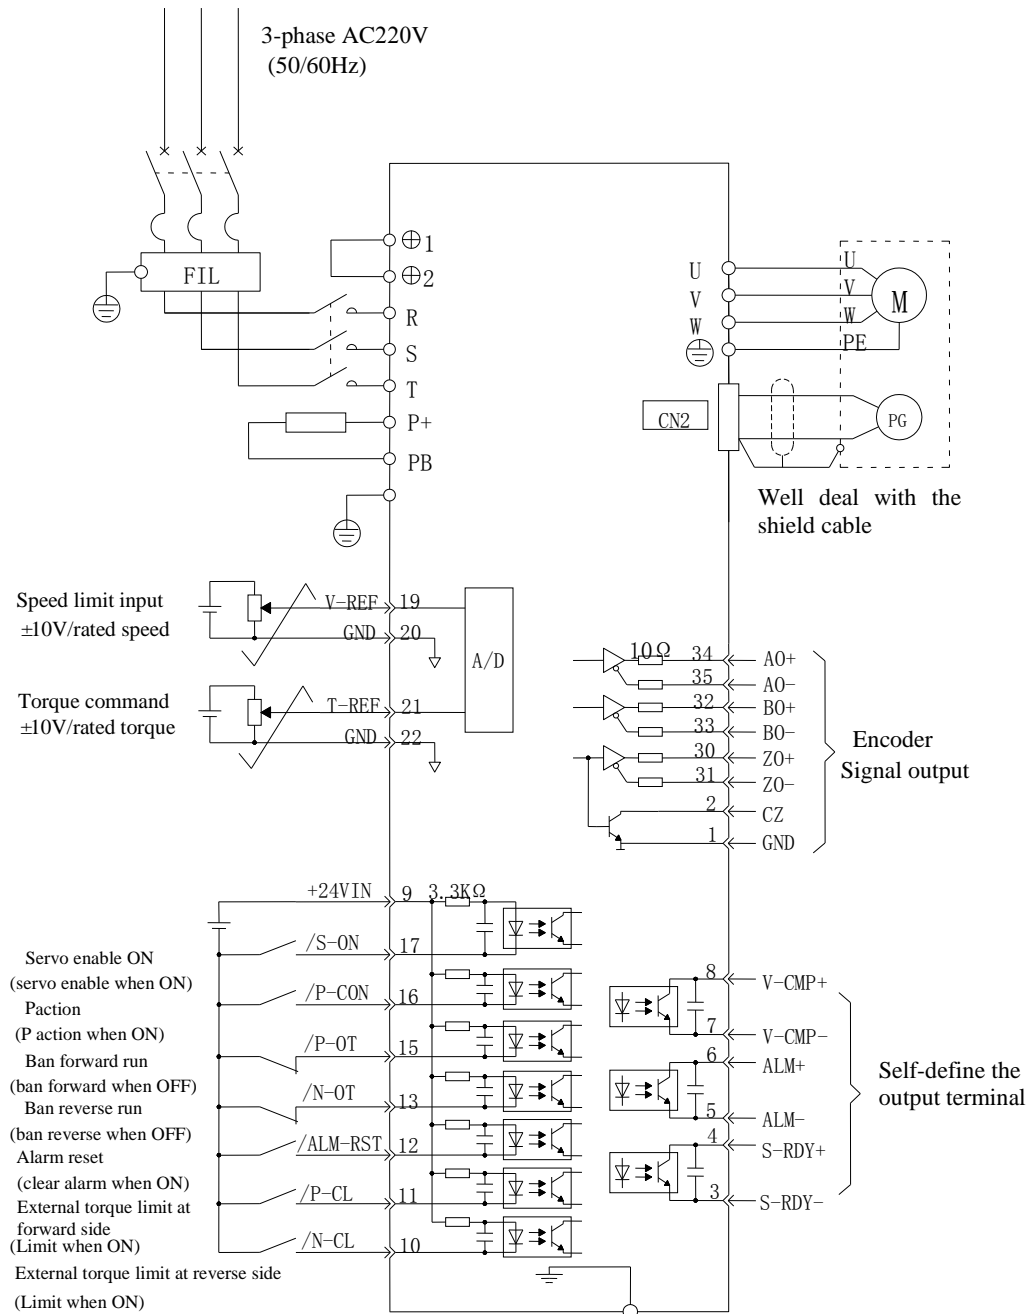 3-phase AC220V
(50/60Hz)
FIL
⊕1
⊕2
R
S
T
P+
PB
U
V
W
U
V
W
PE
M
CN2
PG
Well deal with the
shield cable
Speed limit input
±10V/rated speed
V-REF 19
GND 20
A/D
Torque command
±10V/rated torque
T-REF 21
GND 22
10Ω 34 AO+
35 AO-
32 BO+
33 BO-
30 ZO+
31 ZO-
2 CZ
1 GND
Encoder
Signal output
+24VIN 9 3.3KΩ
/S-ON 17
/P-CON 16
/P-OT 15
/N-OT 13
/ALM-RST 12
/P-CL 11
/N-CL 10
Servo enable ON
(servo enable when ON)
Paction
(P action when ON)
Ban forward run
(ban forward when OFF)
Ban reverse run
(ban reverse when OFF)
Alarm reset
(clear alarm when ON)
External torque limit at
forward side
(Limit when ON)
External torque limit at reverse side
(Limit when ON)
8 V-CMP+
7 V-CMP-
6 ALM+
5 ALM-
4 S-RDY+
3 S-RDY-
Self-define the
output terminal